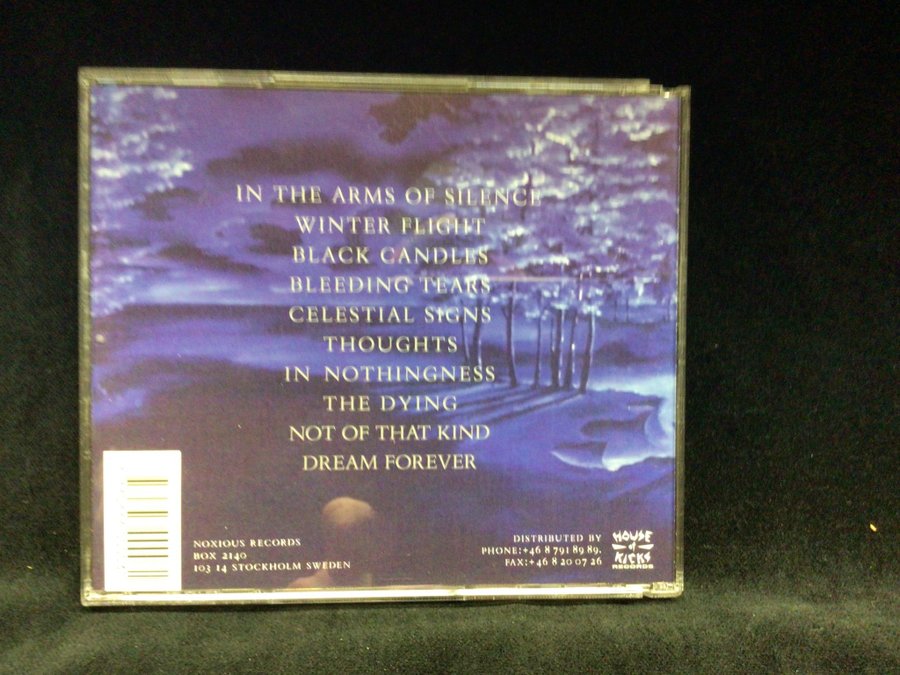 IN THE ARMS OF SILENCE
WINTER FLIGHT
BLACK CANDLES
BLEEDING TEARS
CELESTIAL SIGNS
THOUGHTS
IN NOTHINGNESS
THE DYING
NOT OF THAT KIND
DREAM FOREVER
NOXIOUS RECORDS
BOX 2140
103 14 STOCKHOLM SWEDEN
DISTRIBUTED BY
PHONE:+46 8 791 89 89.
FAX:+46 8 20 07 26
HOUSE
of
KICKS
RECORDS